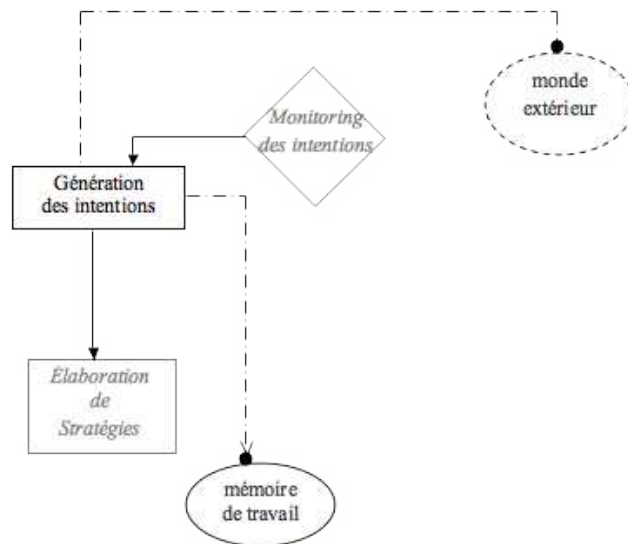 monde
extérieur
Monitoring
des intentions
Génération
des intentions
Élaboration
de
Stratégies
mémoire
de travail